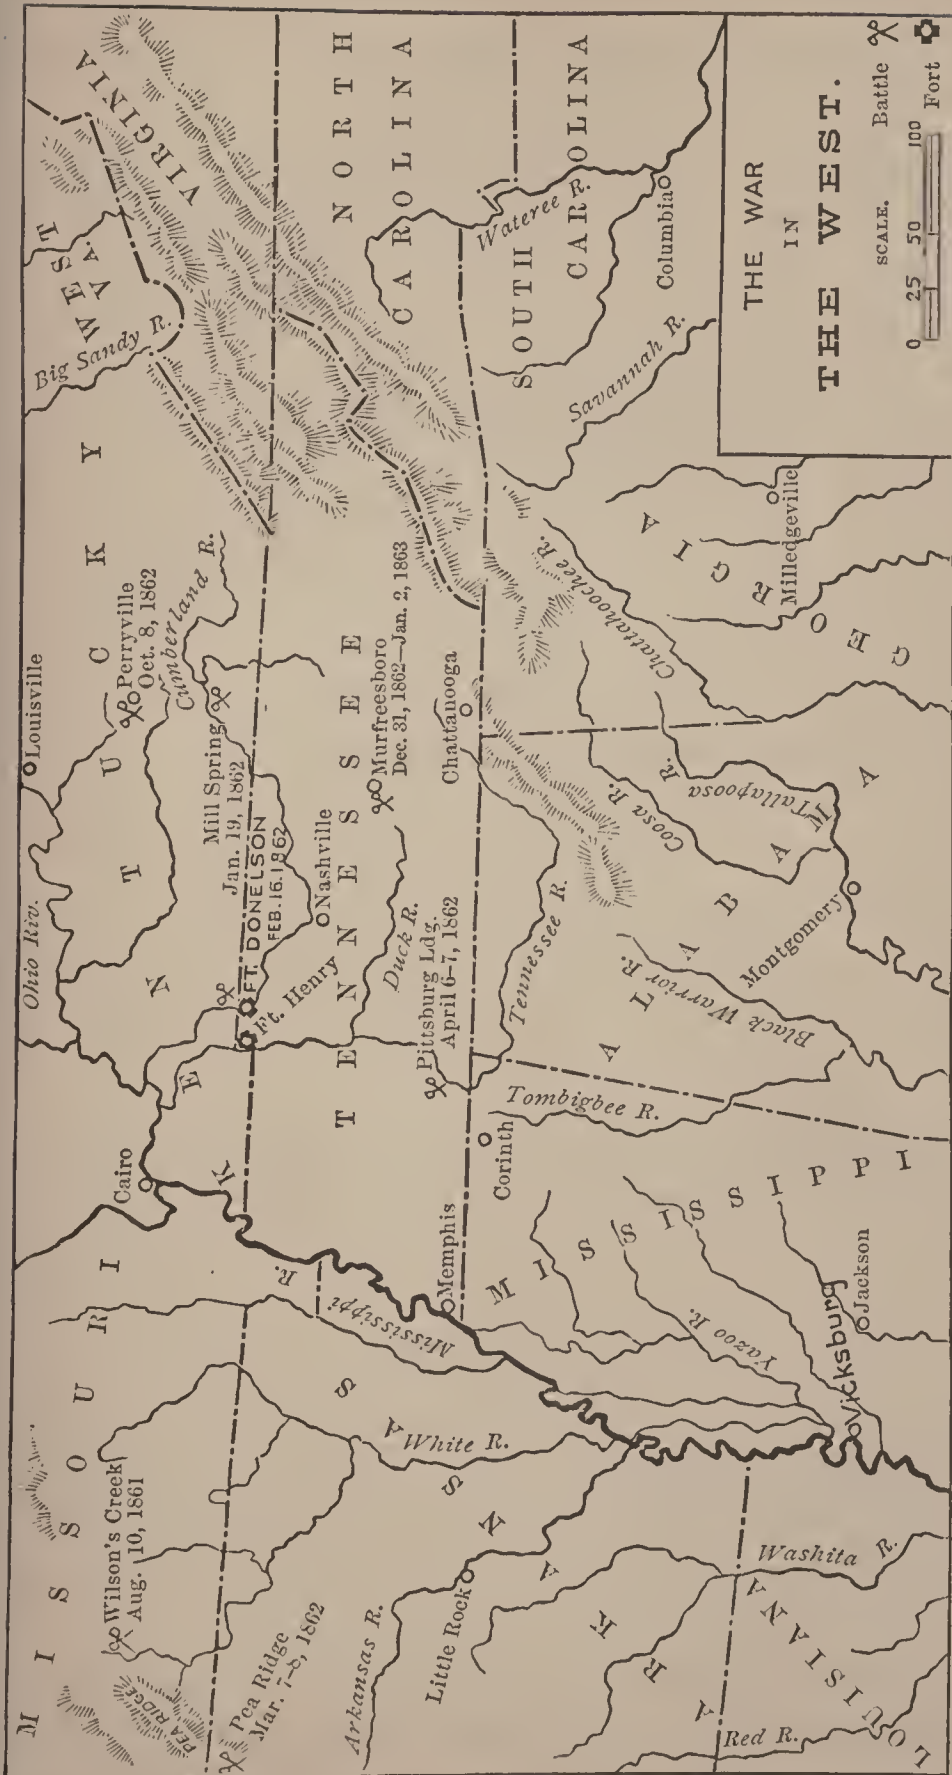 THE WAR
IN
THE WEST.
SCALE.
0 25 50 100
Battle
Fort
MISSOURI
PEA RIDGE
Wilson's Creek
Aug. 10, 1861
Pea Ridge
Mar. 7-8, 1862
Arkansas R.
Little Rock
ARKANSAS
White R.
Mississippi R.
Washita R.
Red R.
LOUISIANA
Cairo
Memphis
Corinth
MISSISSIPPI
Yazoo R.
Vicksburg
Jackson
Tombigbee R.
KENTUCKY
Ohio Riv.
Louisville
Perryville
Oct. 8, 1862
Cumberland R.
Mill Spring
Jan. 19, 1862
FT. DONELSON
FEB. 16. 1862
Ft. Henry
Nashville
TENNESSEE
Murfreesboro
Dec. 31, 1862—Jan. 2, 1863
Duck R.
Pittsburg Ldg.
April 6-7, 1862
Chattanooga
Tennessee R.
ALABAMA
Black Warrior R.
Coosa R.
Tallapoosa R.
Montgomery
GEORGIA
Chattahoochee R.
Milledgeville
Savannah R.
Big Sandy R.
WEST
VA.
VIRGINIA
NORTH
CAROLINA
SOUTH
CAROLINA
Wateree R.
Columbia